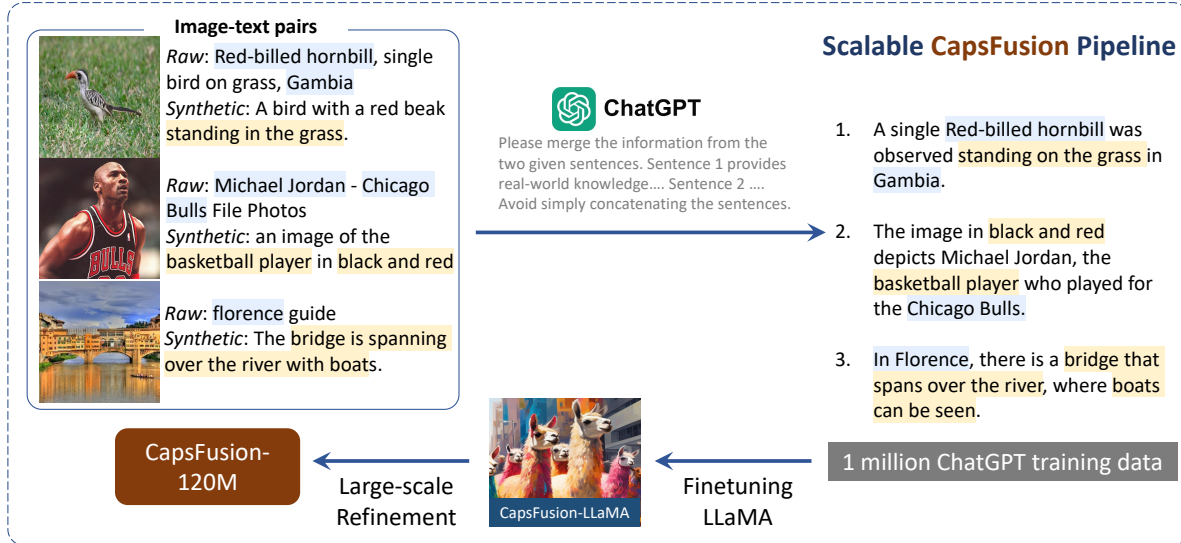 Image-text pairs
Raw: Red-billed hornbill, single
bird on grass, Gambia
Synthetic: A bird with a red beak
standing in the grass.
Raw: Michael Jordan - Chicago
Bulls File Photos
Synthetic: an image of the
basketball player in black and red
BULLS
Raw: florence guide
Synthetic: The bridge is spanning
over the river with boats.
ChatGPT
Please merge the information from the
two given sentences. Sentence 1 provides
real-world knowledge.... Sentence 2 ....
Avoid simply concatenating the sentences.
Scalable CapsFusion Pipeline
1. A single Red-billed hornbill was
observed standing on the grass in
Gambia.
2. The image in black and red
depicts Michael Jordan, the
basketball player who played for
the Chicago Bulls.
3. In Florence, there is a bridge that
spans over the river, where boats
can be seen.
1 million ChatGPT training data
Finetuning
LLaMA
CapsFusion-LLaMA
Large-scale
Refinement
CapsFusion-
120M